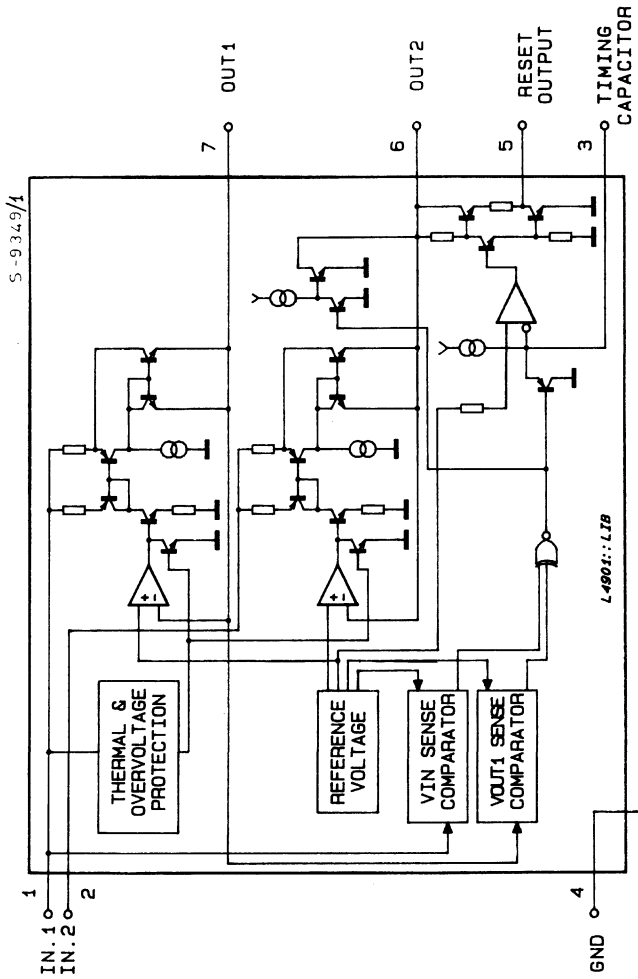 S-9349/1
1
IN.1
IN.2
2
THERMAL &
OVERVOLTAGE
PROTECTION
+
-
7
OUT1
REFERENCE
VOLTAGE
+
-
6
OUT2
VIN SENSE
COMPARATOR
VOUT1 SENSE
COMPARATOR
5
RESET
OUTPUT
3
TIMING
CAPACITOR
4
GND
L4901::LIB